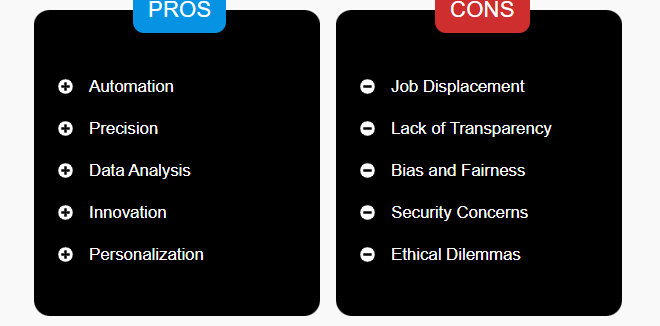 PROS
Automation
Precision
Data Analysis
Innovation
Personalization
CONS
Job Displacement
Lack of Transparency
Bias and Fairness
Security Concerns
Ethical Dilemmas